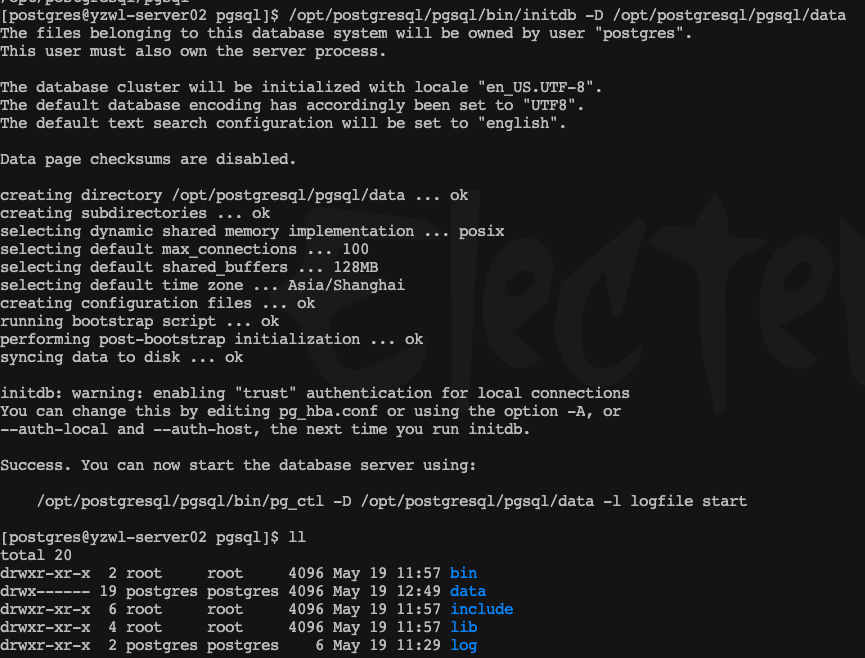 [postgres@yzwl-server02 pgsql]$ /opt/postgresql/pgsql/bin/initdb -D /opt/postgresql/pgsql/data
The files belonging to this database system will be owned by user "postgres".
This user must also own the server process.
The database cluster will be initialized with locale "en_US.UTF-8".
The default database encoding has accordingly been set to "UTF8".
The default text search configuration will be set to "english".
Data page checksums are disabled.
creating directory /opt/postgresql/pgsql/data ... ok
creating subdirectories ... ok
selecting dynamic shared memory implementation ... posix
selecting default max_connections ... 100
selecting default shared_buffers ... 128MB
selecting default time zone ... Asia/Shanghai
creating configuration files ... ok
running bootstrap script ... ok
performing post-bootstrap initialization ... ok
syncing data to disk ... ok
initdb: warning: enabling "trust" authentication for local connections
You can change this by editing pg_hba.conf or using the option -A, or
--auth-local and --auth-host, the next time you run initdb.
Success. You can now start the database server using:
/opt/postgresql/pgsql/bin/pg_ctl -D /opt/postgresql/pgsql/data -l logfile start
[postgres@yzwl-server02 pgsql]$ ll
total 20
drwxr-xr-x 2 root root 4096 May 19 11:57 bin
drwx------ 19 postgres postgres 4096 May 19 12:49 data
drwxr-xr-x 6 root root 4096 May 19 11:57 include
drwxr-xr-x 4 root root 4096 May 19 11:57 lib
drwxr-xr-x 2 postgres postgres 6 May 19 11:29 log